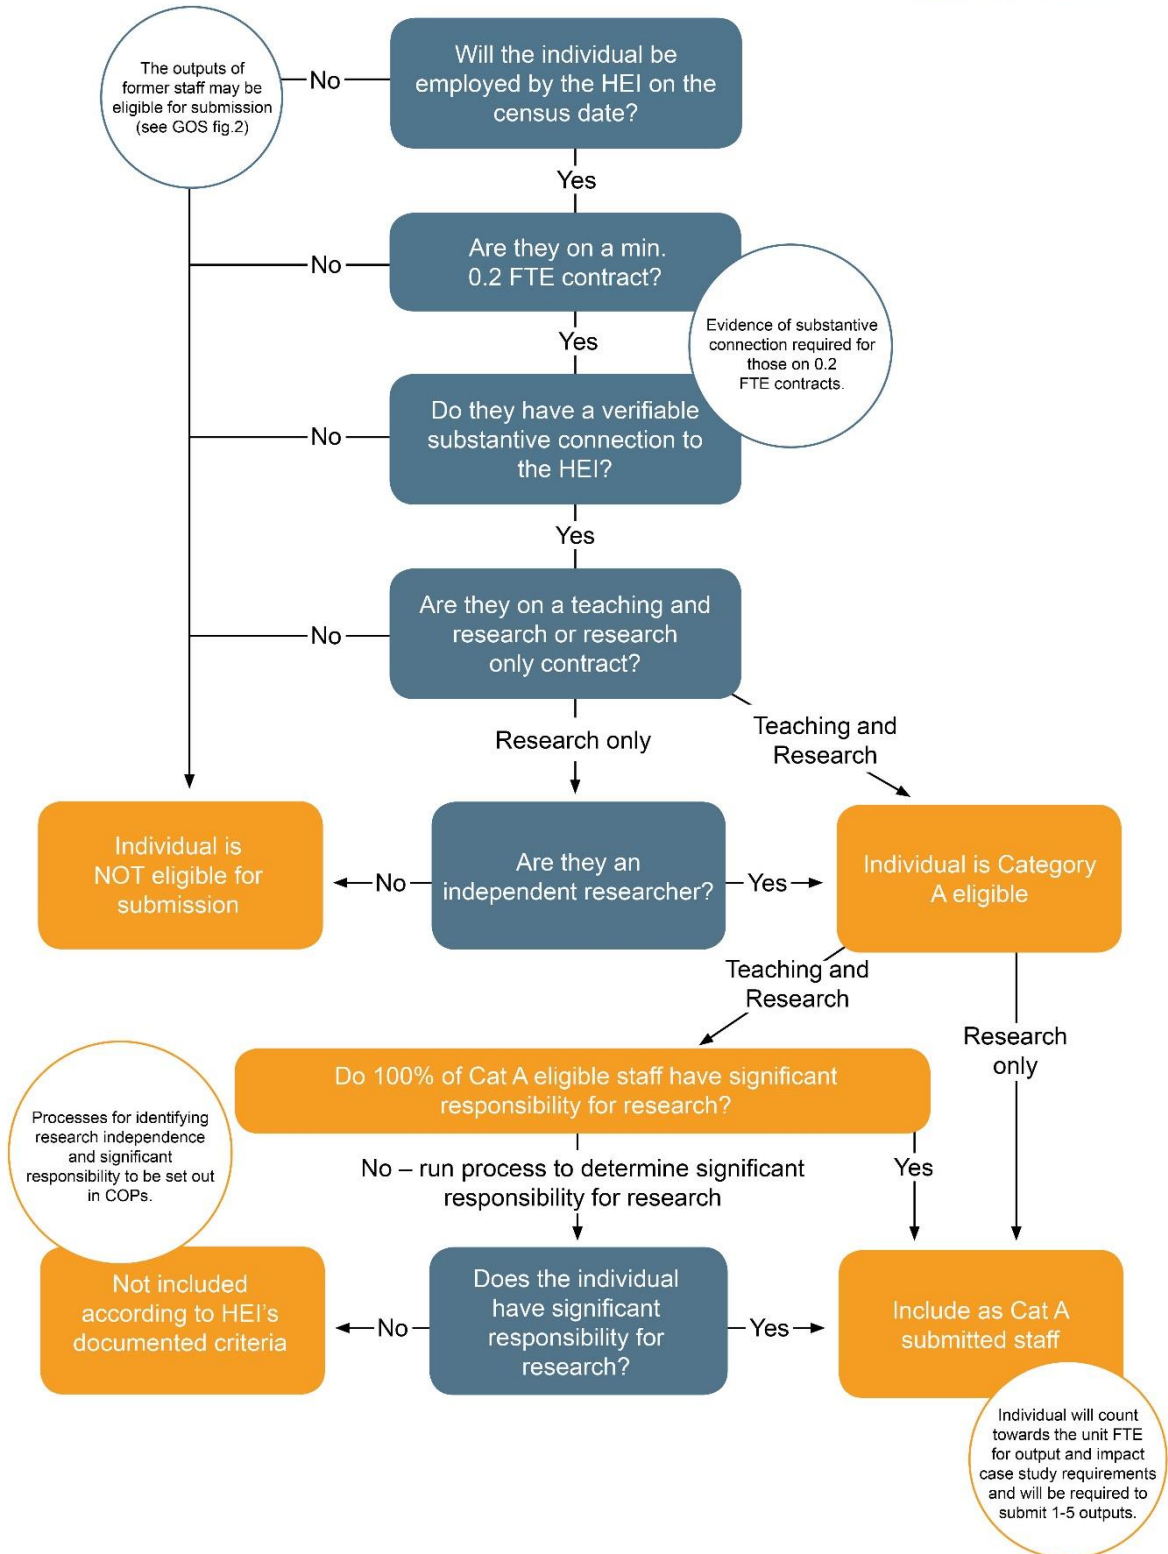 The outputs of
former staff may be
eligible for submission
(see GOS fig.2)
No
Will the individual be
employed by the HEI on the
census date?
Yes
No
Are they on a min.
0.2 FTE contract?
Yes
Evidence of substantive
connection required for
those on 0.2
FTE contracts.
No
Do they have a verifiable
substantive connection to
the HEI?
Yes
No
Are they on a teaching and
research or research
only contract?
Research only
Teaching and
Research
Individual is
NOT eligible for
submission
No
Are they an
independent researcher?
Yes
Individual is Category
A eligible
Teaching and
Research
Research
only
Do 100% of Cat A eligible staff have significant
responsibility for research?
Processes for identifying
research independence
and significant
responsibility to be set out
in COPs.
No – run process to determine significant
responsibility for research
Yes
Not included
according to HEI's
documented criteria
No
Does the individual
have significant
responsibility for
research?
Yes
Include as Cat A
submitted staff
Individual will count
towards the unit FTE
for output and impact
case study requirements
and will be required to
submit 1-5 outputs.